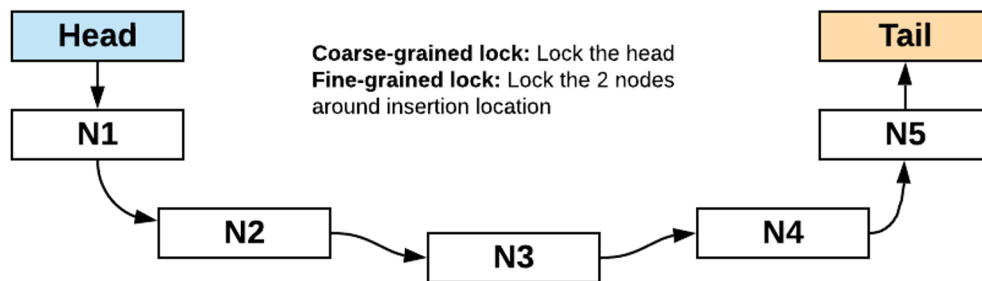 Head
Coarse-grained lock: Lock the head
Fine-grained lock: Lock the 2 nodes
around insertion location
Tail
N1
N5
N2
N3
N4